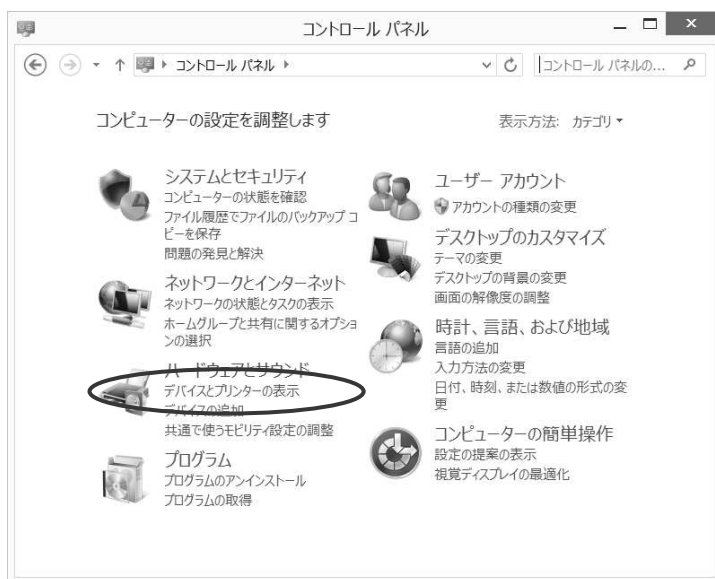 コントロール パネル
コントロール パネル
コントロール パネルの...
コンピューターの設定を調整します
表示方法: カテゴリ
システムとセキュリティ
コンピューターの状態を確認
ファイル履歴でファイルのバックアップ コ
ピーを保存
問題の発見と解決
ネットワークとインターネット
ネットワークの状態とタスクの表示
ホームグループと共有に関するオプショ
ンの選択
ハードウェアとサウンド
デバイスとプリンターの表示
デバイスの追加
共通で使うモビリティ設定の調整
プログラム
プログラムのアンインストール
プログラムの取得
ユーザー アカウント
アカウントの種類の変更
デスクトップのカスタマイズ
テーマの変更
デスクトップの背景の変更
画面の解像度の調整
時計、言語、および地域
言語の追加
入力方法の変更
日付、時刻、または数値の形式の変
更
コンピューターの簡単操作
設定の提案の表示
視覚ディスプレイの最適化